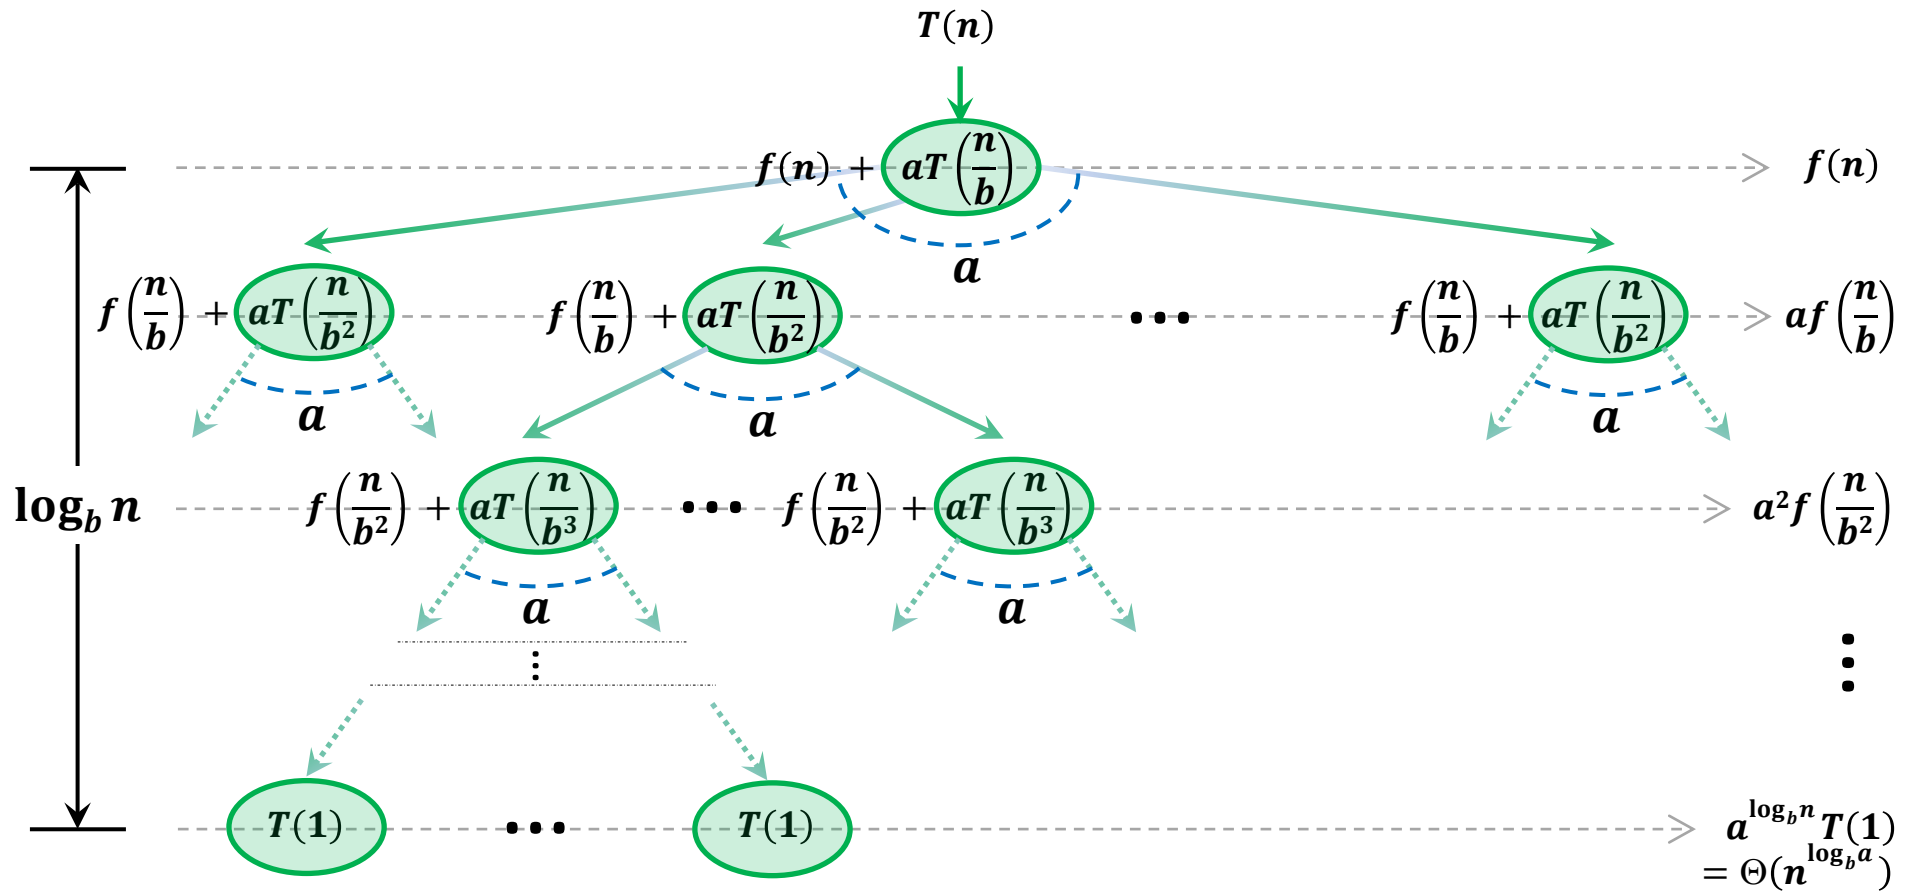 T(n)
f(n) + aT(n/b) f(n)
a
f(n/b) + aT(n/b²) f(n/b) + aT(n/b²) ... f(n/b) + aT(n/b²) af(n/b)
a a a
log_b n f(n/b²) + aT(n/b³) ... f(n/b²) + aT(n/b³) a²f(n/b²)
a a
⋮ ⋮
T(1) ... T(1) a^(log_b n) T(1)
= Θ(n^(log_b a))